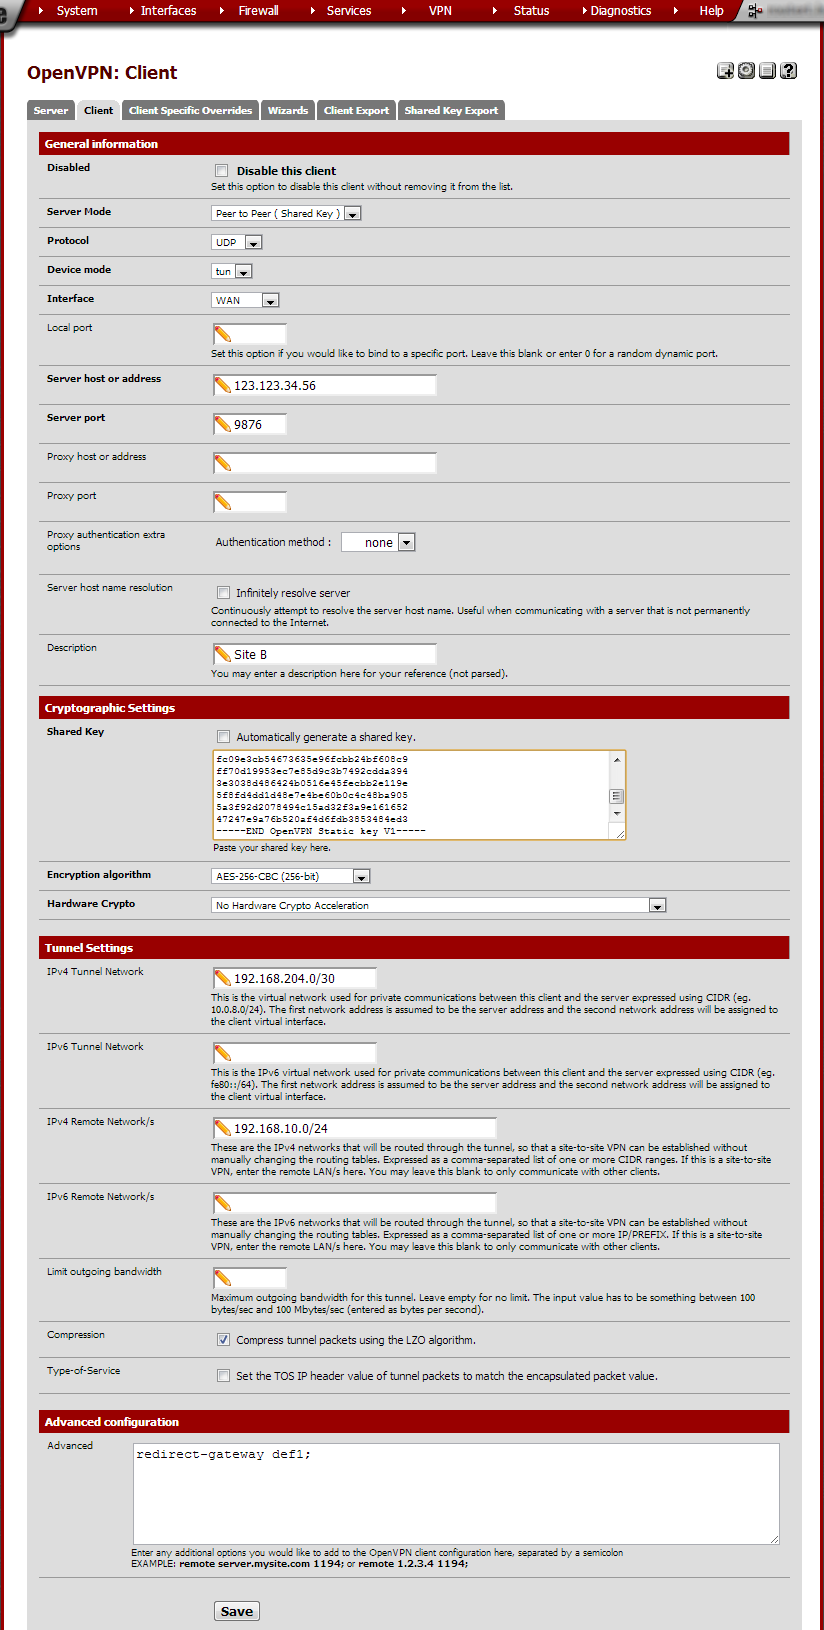 System Interfaces Firewall Services VPN Status Diagnostics Help
OpenVPN: Client
Server Client Client Specific Overrides Wizards Client Export Shared Key Export
General information
Disabled
Disable this client
Set this option to disable this client without removing it from the list.
Server Mode
Peer to Peer ( Shared Key )
Protocol
UDP
Device mode
tun
Interface
WAN
Local port
Set this option if you would like to bind to a specific port. Leave this blank or enter 0 for a random dynamic port.
Server host or address
123.123.34.56
Server port
9876
Proxy host or address
Proxy port
Proxy authentication extra
options
Authentication method :
none
Server host name resolution
Infinitely resolve server
Continuously attempt to resolve the server host name. Useful when communicating with a server that is not permanently
connected to the Internet.
Description
Site B
You may enter a description here for your reference (not parsed).
Cryptographic Settings
Shared Key
Automatically generate a shared key.
fc09e3cb54673635e96fcbb24bf608c9
ff70d19953ec7e85d9c3b7492cdda394
3e3038d486424b0516e45fecbb2e119e
5f8fd4dd1d48e7e4be60b0c4c48ba905
5a3f92d2078494c15ad32f3a9e161652
47247e9a76b520af4d6fdb3853484ed3
-----END OpenVPN Static key V1-----
Paste your shared key here.
Encryption algorithm
AES-256-CBC (256-bit)
Hardware Crypto
No Hardware Crypto Acceleration
Tunnel Settings
IPv4 Tunnel Network
192.168.204.0/30
This is the virtual network used for private communications between this client and the server expressed using CIDR (eg.
10.0.8.0/24). The first network address is assumed to be the server address and the second network address will be assigned to
the client virtual interface.
IPv6 Tunnel Network
This is the IPv6 virtual network used for private communications between this client and the server expressed using CIDR (eg.
fe80::/64). The first network address is assumed to be the server address and the second network address will be assigned to
the client virtual interface.
IPv4 Remote Network/s
192.168.10.0/24
These are the IPv4 networks that will be routed through the tunnel, so that a site-to-site VPN can be established without
manually changing the routing tables. Expressed as a comma-separated list of one or more CIDR ranges. If this is a site-to-site
VPN, enter the remote LAN/s here. You may leave this blank to only communicate with other clients.
IPv6 Remote Network/s
These are the IPv6 networks that will be routed through the tunnel, so that a site-to-site VPN can be established without
manually changing the routing tables. Expressed as a comma-separated list of one or more IP/PREFIX. If this is a site-to-site
VPN, enter the remote LAN/s here. You may leave this blank to only communicate with other clients.
Limit outgoing bandwidth
Maximum outgoing bandwidth for this tunnel. Leave empty for no limit. The input value has to be something between 100
bytes/sec and 100 Mbytes/sec (entered as bytes per second).
Compression
Compress tunnel packets using the LZO algorithm.
Type-of-Service
Set the TOS IP header value of tunnel packets to match the encapsulated packet value.
Advanced configuration
Advanced
redirect-gateway def1;
Enter any additional options you would like to add to the OpenVPN client configuration here, separated by a semicolon
EXAMPLE: remote server.mysite.com 1194; or remote 1.2.3.4 1194;
Save